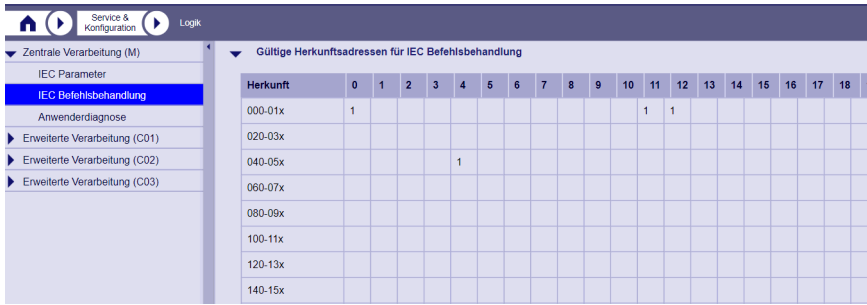 Service & Konfiguration Logik
Zentrale Verarbeitung (M)
IEC Parameter
IEC Befehlsbehandlung
Anwenderdiagnose
Erweiterte Verarbeitung (C01)
Erweiterte Verarbeitung (C02)
Erweiterte Verarbeitung (C03)
Gültige Herkunftsadressen für IEC Befehlsbehandlung
Herkunft 0 1 2 3 4 5 6 7 8 9 10 11 12 13 14 15 16 17 18
000-01x 1 1 1
020-03x
040-05x 1
060-07x
080-09x
100-11x
120-13x
140-15x